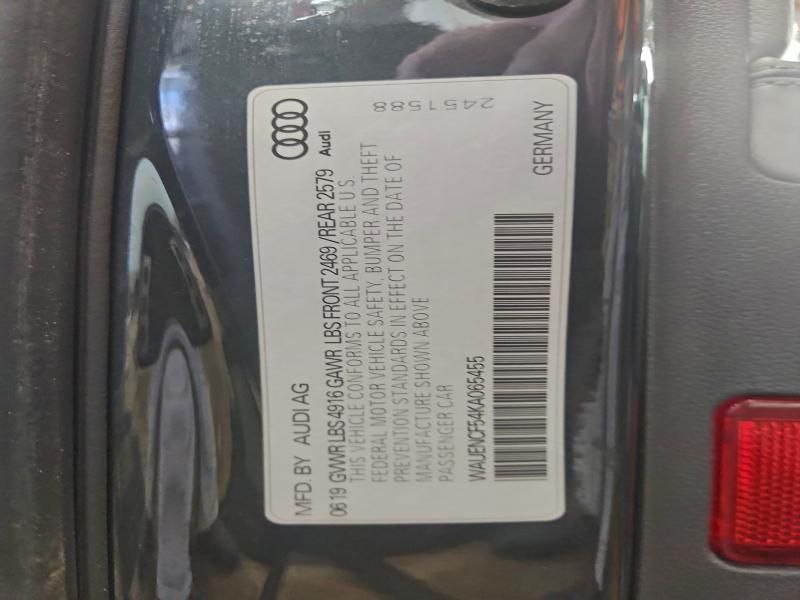 MFD. BY AUDI AG
06 19 GVWR LBS 4916 GAWR LBS FRONT 2469 / REAR 2579
THIS VEHICLE CONFORMS TO ALL APPLICABLE U.S.
FEDERAL MOTOR VEHICLE SAFETY, BUMPER AND THEFT
PREVENTION STANDARDS IN EFFECT ON THE DATE OF
MANUFACTURE SHOWN ABOVE
PASSENGER CAR
WAUENCF54KA065455
Audi
2451588
GERMANY